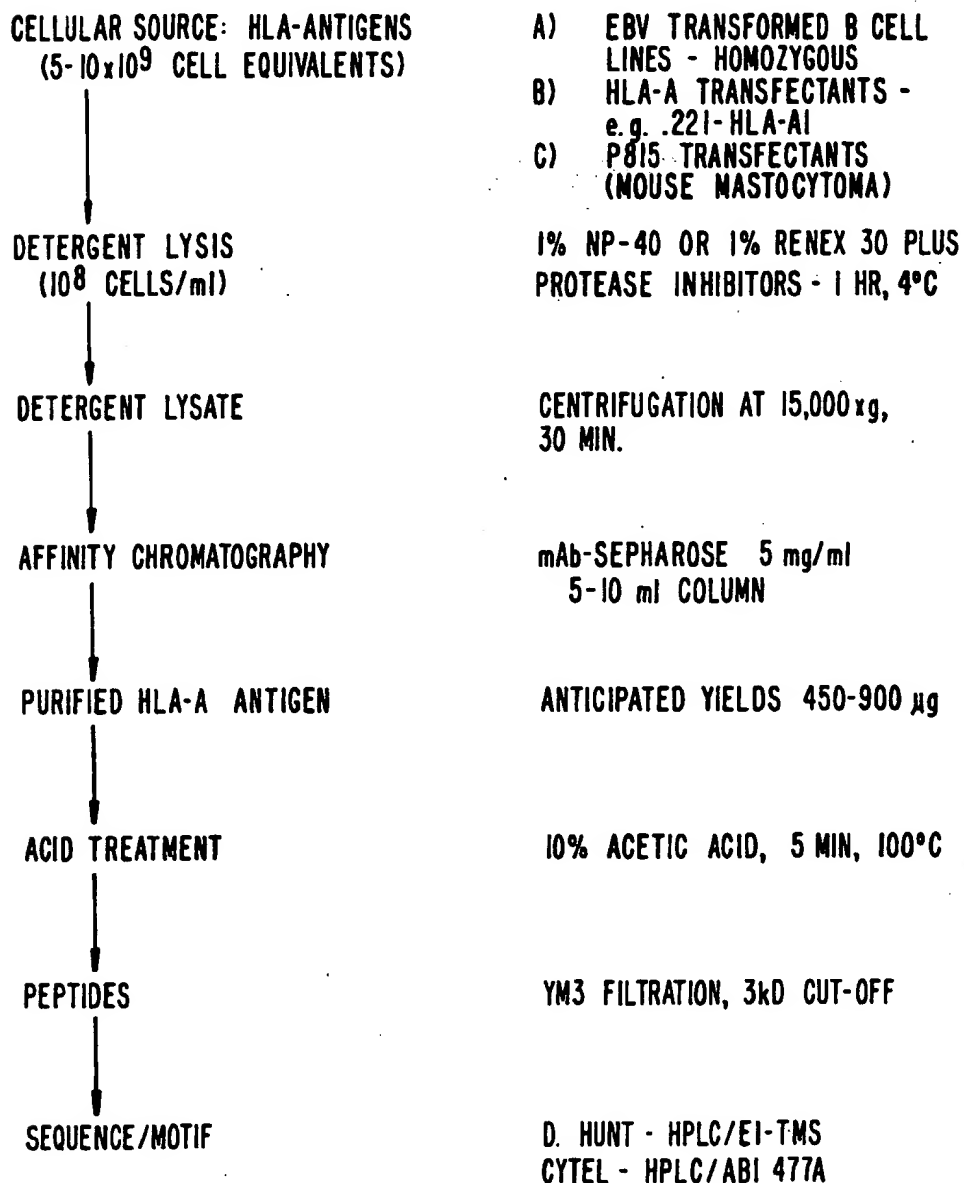 CELLULAR SOURCE: HLA-ANTIGENS
(5-10x10⁹ CELL EQUIVALENTS)
A) EBV TRANSFORMED B CELL
LINES - HOMOZYGOUS
B) HLA-A TRANSFECTANTS -
e.g. .221-HLA-A1
C) P815 TRANSFECTANTS
(MOUSE MASTOCYTOMA)
DETERGENT LYSIS
(10⁸ CELLS/ml)
1% NP-40 OR 1% RENEX 30 PLUS
PROTEASE INHIBITORS - 1 HR, 4°C
DETERGENT LYSATE
CENTRIFUGATION AT 15,000xg,
30 MIN.
AFFINITY CHROMATOGRAPHY
mAb-SEPHAROSE 5 mg/ml
5-10 ml COLUMN
PURIFIED HLA-A ANTIGEN
ANTICIPATED YIELDS 450-900 µg
ACID TREATMENT
10% ACETIC ACID, 5 MIN, 100°C
PEPTIDES
YM3 FILTRATION, 3kD CUT-OFF
SEQUENCE/MOTIF
D. HUNT - HPLC/EI-TMS
CYTEL - HPLC/ABI 477A